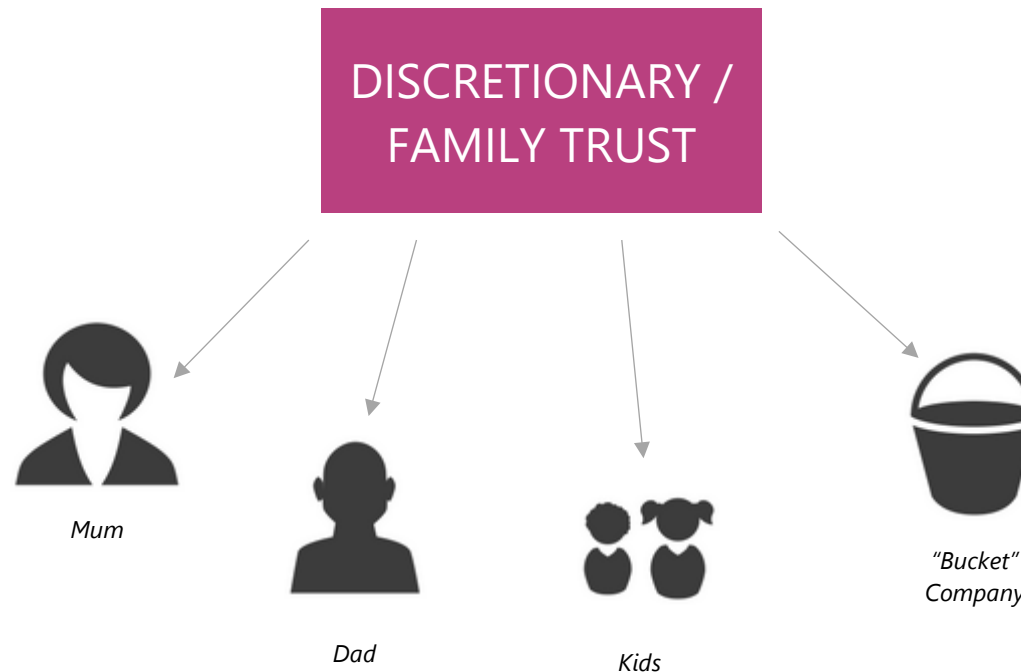 DISCRETIONARY /
FAMILY TRUST
Mum
Dad
Kids
“Bucket”
Company